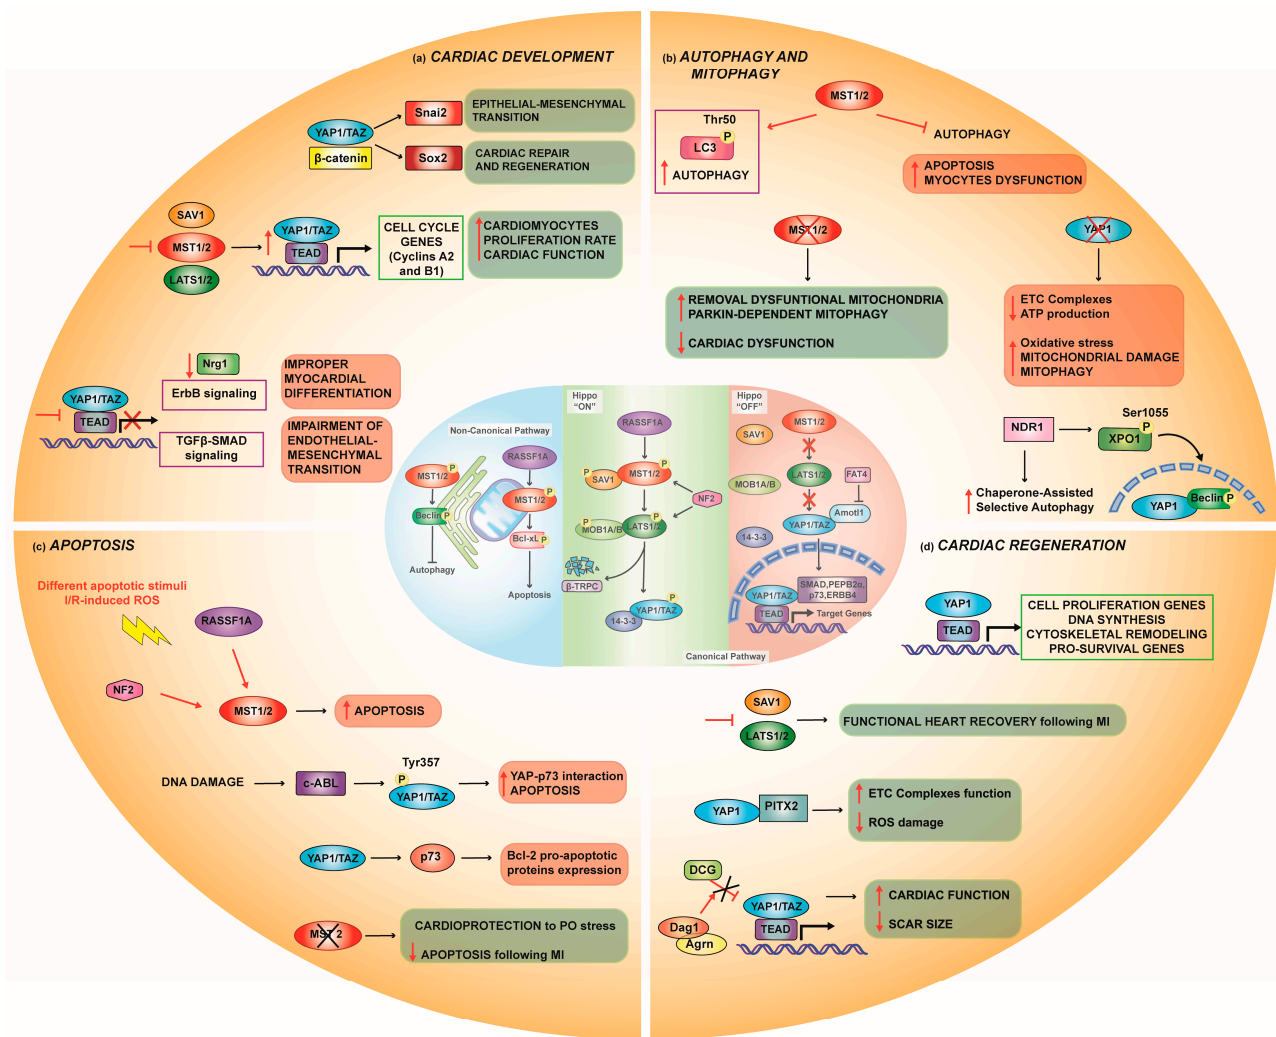 (a) CARDIAC DEVELOPMENT
YAP1/TAZ
β-catenin
Snai2
EPITHELIAL-MESENCHYMAL
TRANSITION
Sox2
CARDIAC REPAIR
AND REGENERATION
SAV1
MST1/2
LATS1/2
YAP1/TAZ
TEAD
CELL CYCLE
GENES
(Cyclins A2
and B1)
CARDIOMYOCYTES
PROLIFERATION RATE
CARDIAC FUNCTION
YAP1/TAZ
TEAD
Nrg1
ErbB signaling
TGFβ-SMAD
signaling
IMPROPER
MYOCARDIAL
DIFFERENTIATION
IMPAIRMENT OF
ENDOTHELIAL-
MESENCHYMAL
TRANSITION
(b) AUTOPHAGY AND
MITOPHAGY
MST1/2
Thr50
P
LC3
AUTOPHAGY
AUTOPHAGY
APOPTOSIS
MYOCYTES DYSFUNCTION
MST1/2
REMOVAL DYSFUNTIONAL MITOCHONDRIA
PARKIN-DEPENDENT MITOPHAGY
CARDIAC DYSFUNCTION
YAP1
ETC Complexes
ATP production
Oxidative stress
MITOCHONDRIAL DAMAGE
MITOPHAGY
NDR1
Ser1055
P
XPO1
Chaperone-Assisted
Selective Autophagy
YAP1
Beclin
P
Non-Canonical Pathway
MST1/2
P
Beclin
P
Autophagy
RASSF1A
MST1/2
P
Bcl-xL
P
Apoptosis
Hippo
"ON"
RASSF1A
P
SAV1
MST1/2
P
NF2
P
MOB1A/B
LATS1/2
P
β-TRPC
14-3-3
YAP1/TAZ
P
Hippo
"OFF"
MST1/2
SAV1
LATS1/2
FAT4
MOB1A/B
Amotl1
YAP1/TAZ
14-3-3
YAP1/TAZ
TEAD
SMAD,PEPB2α,
p73,ERBB4
Target Genes
Canonical Pathway
(c) APOPTOSIS
Different apoptotic stimuli
I/R-induced ROS
RASSF1A
NF2
MST1/2
APOPTOSIS
DNA DAMAGE
c-ABL
Tyr357
P
YAP1/TAZ
YAP-p73 interaction
APOPTOSIS
YAP1/TAZ
p73
Bcl-2 pro-apoptotic
proteins expression
CARDIOPROTECTION to PO stress
APOPTOSIS following MI
(d) CARDIAC REGENERATION
YAP1
TEAD
CELL PROLIFERATION GENES
DNA SYNTHESIS
CYTOSKELETAL REMODELING
PRO-SURVIVAL GENES
SAV1
LATS1/2
FUNCTIONAL HEART RECOVERY following MI
YAP1
PITX2
ETC Complexes function
ROS damage
DCG
Dag1
Agrn
YAP1/TAZ
TEAD
CARDIAC FUNCTION
SCAR SIZE